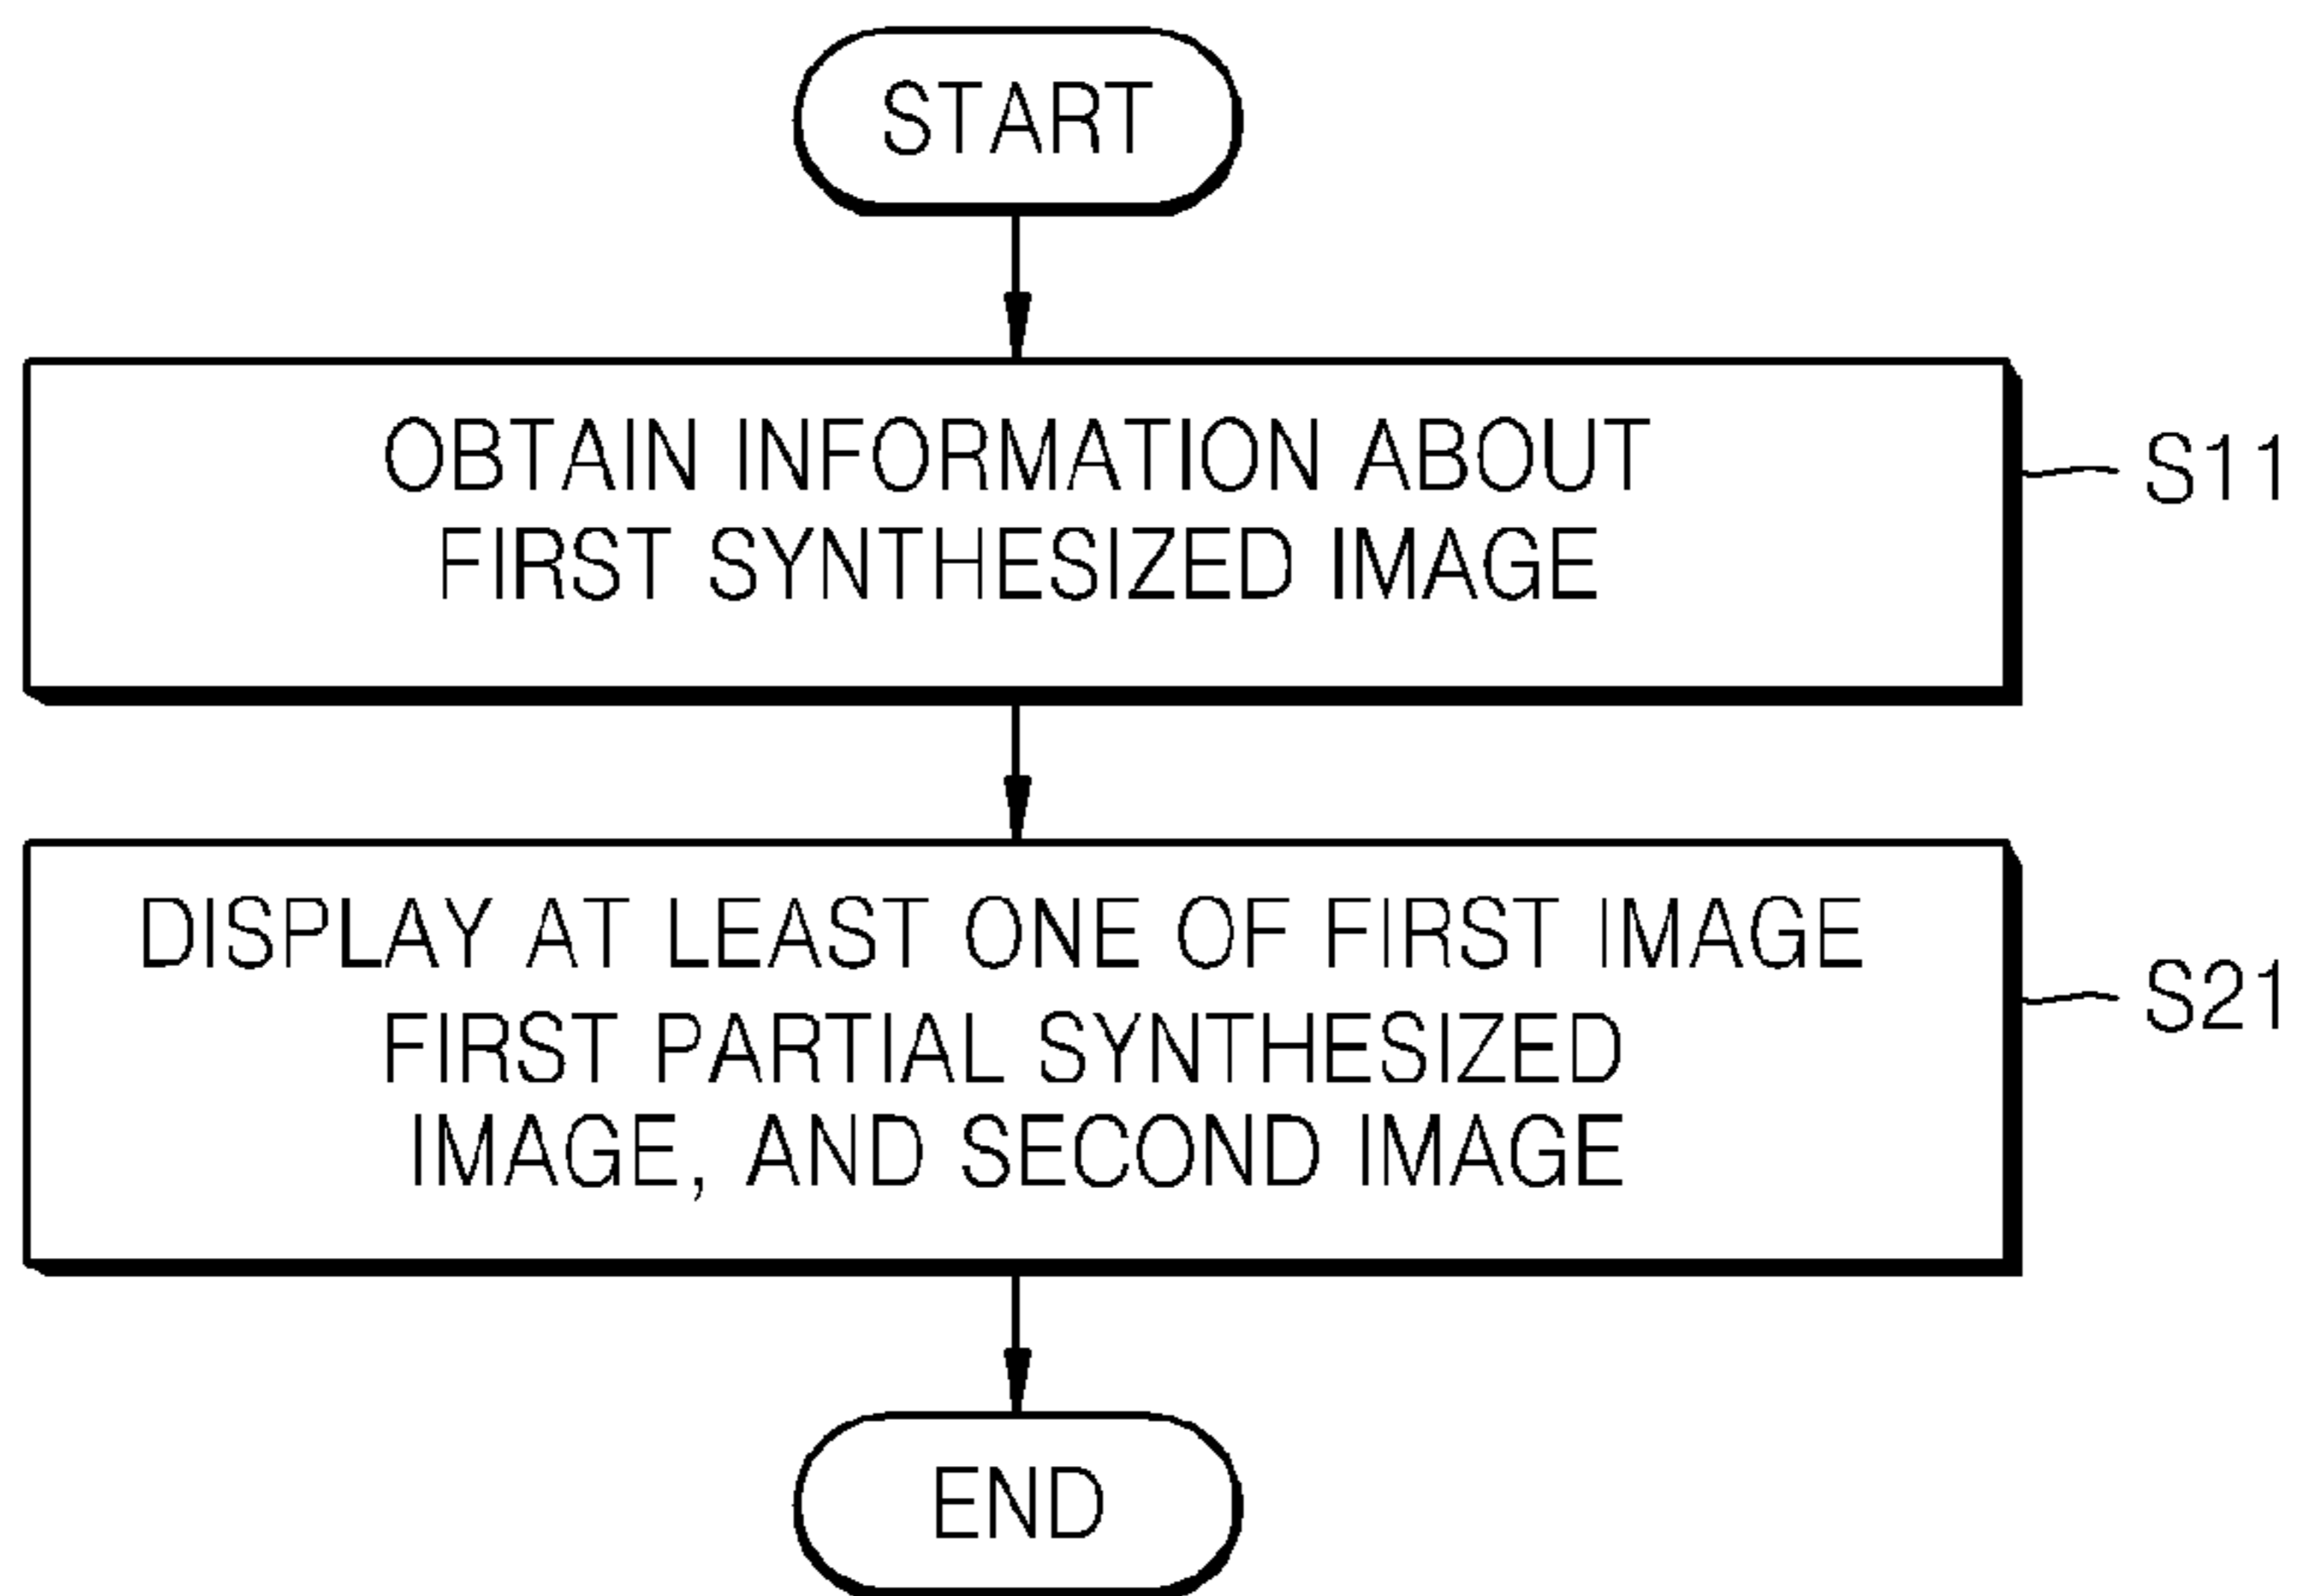 START
OBTAIN INFORMATION ABOUT
FIRST SYNTHESIZED IMAGE
S11
DISPLAY AT LEAST ONE OF FIRST IMAGE
FIRST PARTIAL SYNTHESIZED
IMAGE, AND SECOND IMAGE
S21
END